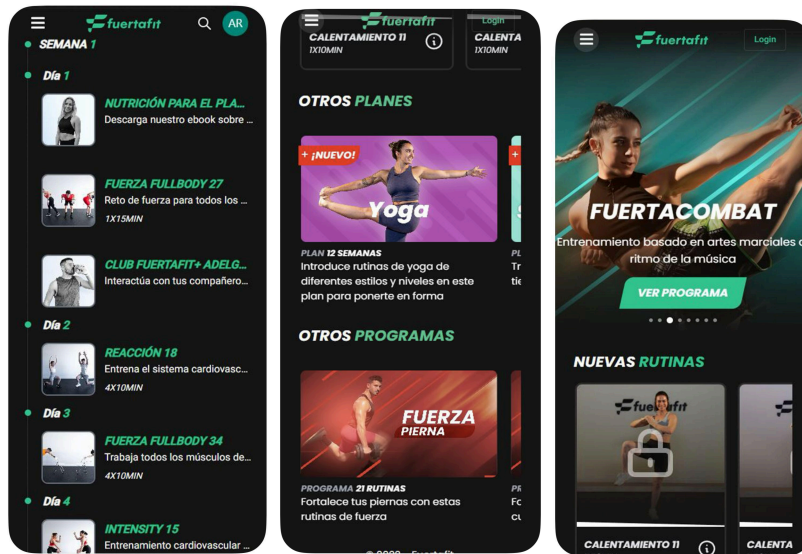 fuertafit
AR
SEMANA 1
Día 1
NUTRICIÓN PARA EL PLA...
Descarga nuestro ebook sobre ...
FUERZA FULLBODY 27
Reto de fuerza para todos los ...
1X15MIN
CLUB FUERTAFIT+ ADELG...
Interactúa con tus compañero...
Día 2
REACCIÓN 18
Entrena el sistema cardiovasc...
4X10MIN
Día 3
FUERZA FULLBODY 34
Trabaja todos los músculos de...
4X10MIN
Día 4
INTENSITY 15
Entrenamiento cardiovascular ...
fuertafit
Login
CALENTAMIENTO 11
1X10MIN
CALENTA
1X10MIN
OTROS PLANES
+ ¡NUEVO!
Yoga
+
PLAN 12 SEMANAS
Introduce rutinas de yoga de
diferentes estilos y niveles en este
plan para ponerte en forma
PL
Tr
tie
OTROS PROGRAMAS
FUERZA
PIERNA
PROGRAMA 21 RUTINAS
Fortalece tus piernas con estas
rutinas de fuerza
PR
Fo
cu
fuertafit
Login
FUERTACOMBAT
Entrenamiento basado en artes marciales a
ritmo de la música
VER PROGRAMA
NUEVAS RUTINAS
fuertafit
CALENTAMIENTO 11
CALENTA